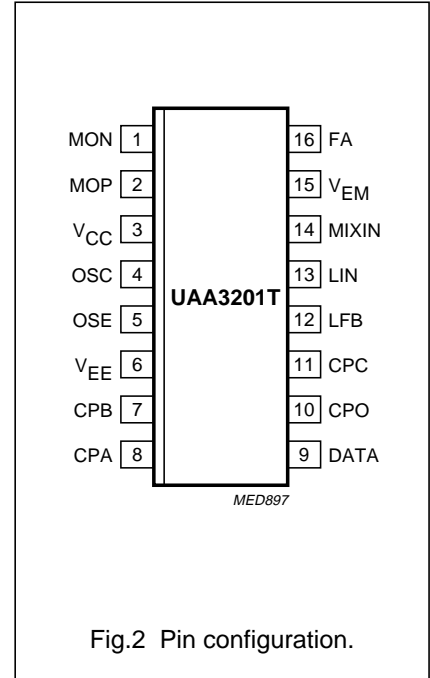 MON 1
MOP 2
VCC 3
OSC 4
OSE 5
VEE 6
CPB 7
CPA 8
UAA3201T
16 FA
15 VEM
14 MIXIN
13 LIN
12 LFB
11 CPC
10 CPO
9 DATA
MED897
Fig.2 Pin configuration.